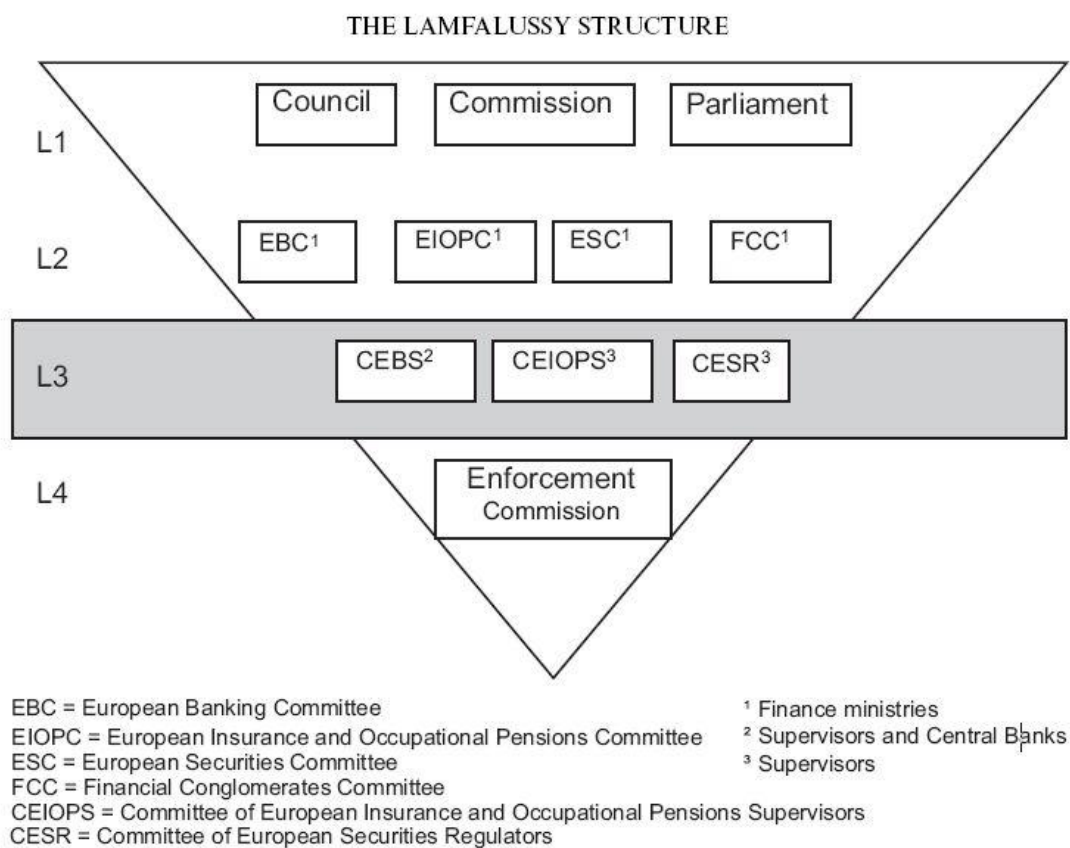 THE LAMFALUSSY STRUCTURE
Council Commission Parliament
L1
EBC¹ EIOPC¹ ESC¹ FCC¹
L2
L3 CEBS² CEIOPS³ CESR³
L4 Enforcement
Commission
EBC = European Banking Committee
EIOPC = European Insurance and Occupational Pensions Committee
ESC = European Securities Committee
FCC = Financial Conglomerates Committee
CEIOPS = Committee of European Insurance and Occupational Pensions Supervisors
CESR = Committee of European Securities Regulators
¹ Finance ministries
² Supervisors and Central Banks
³ Supervisors